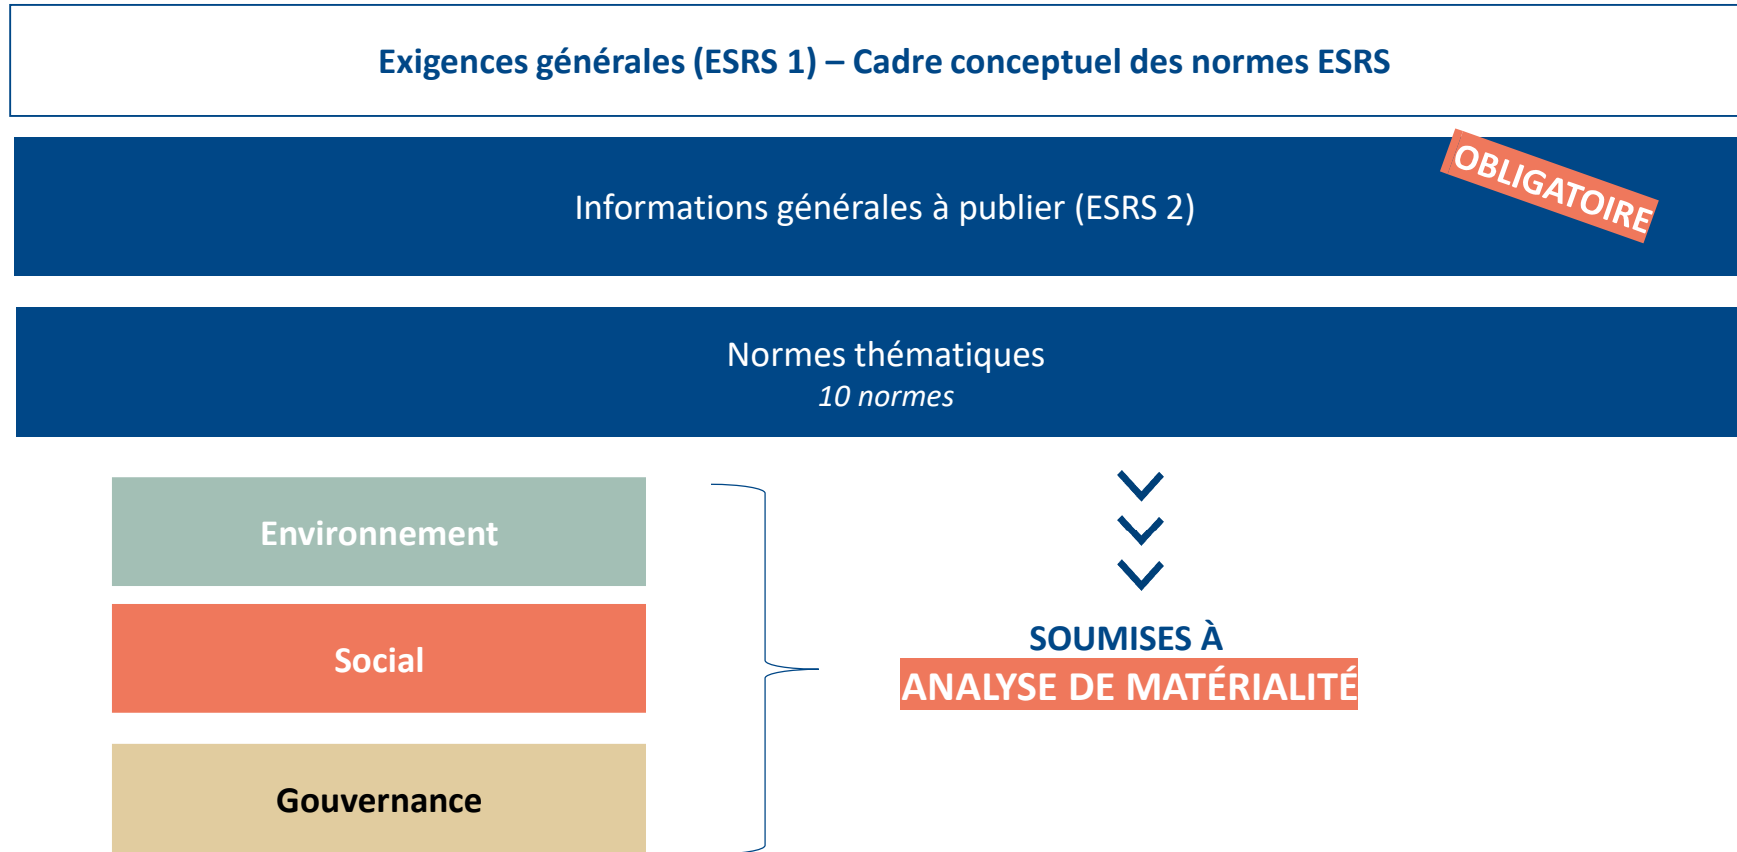 Exigences générales (ESRS 1) – Cadre conceptuel des normes ESRS
OBLIGATOIRE
Informations générales à publier (ESRS 2)
Normes thématiques
10 normes
Environnement
Social
Gouvernance
SOUMISES À
ANALYSE DE MATÉRIALITÉ